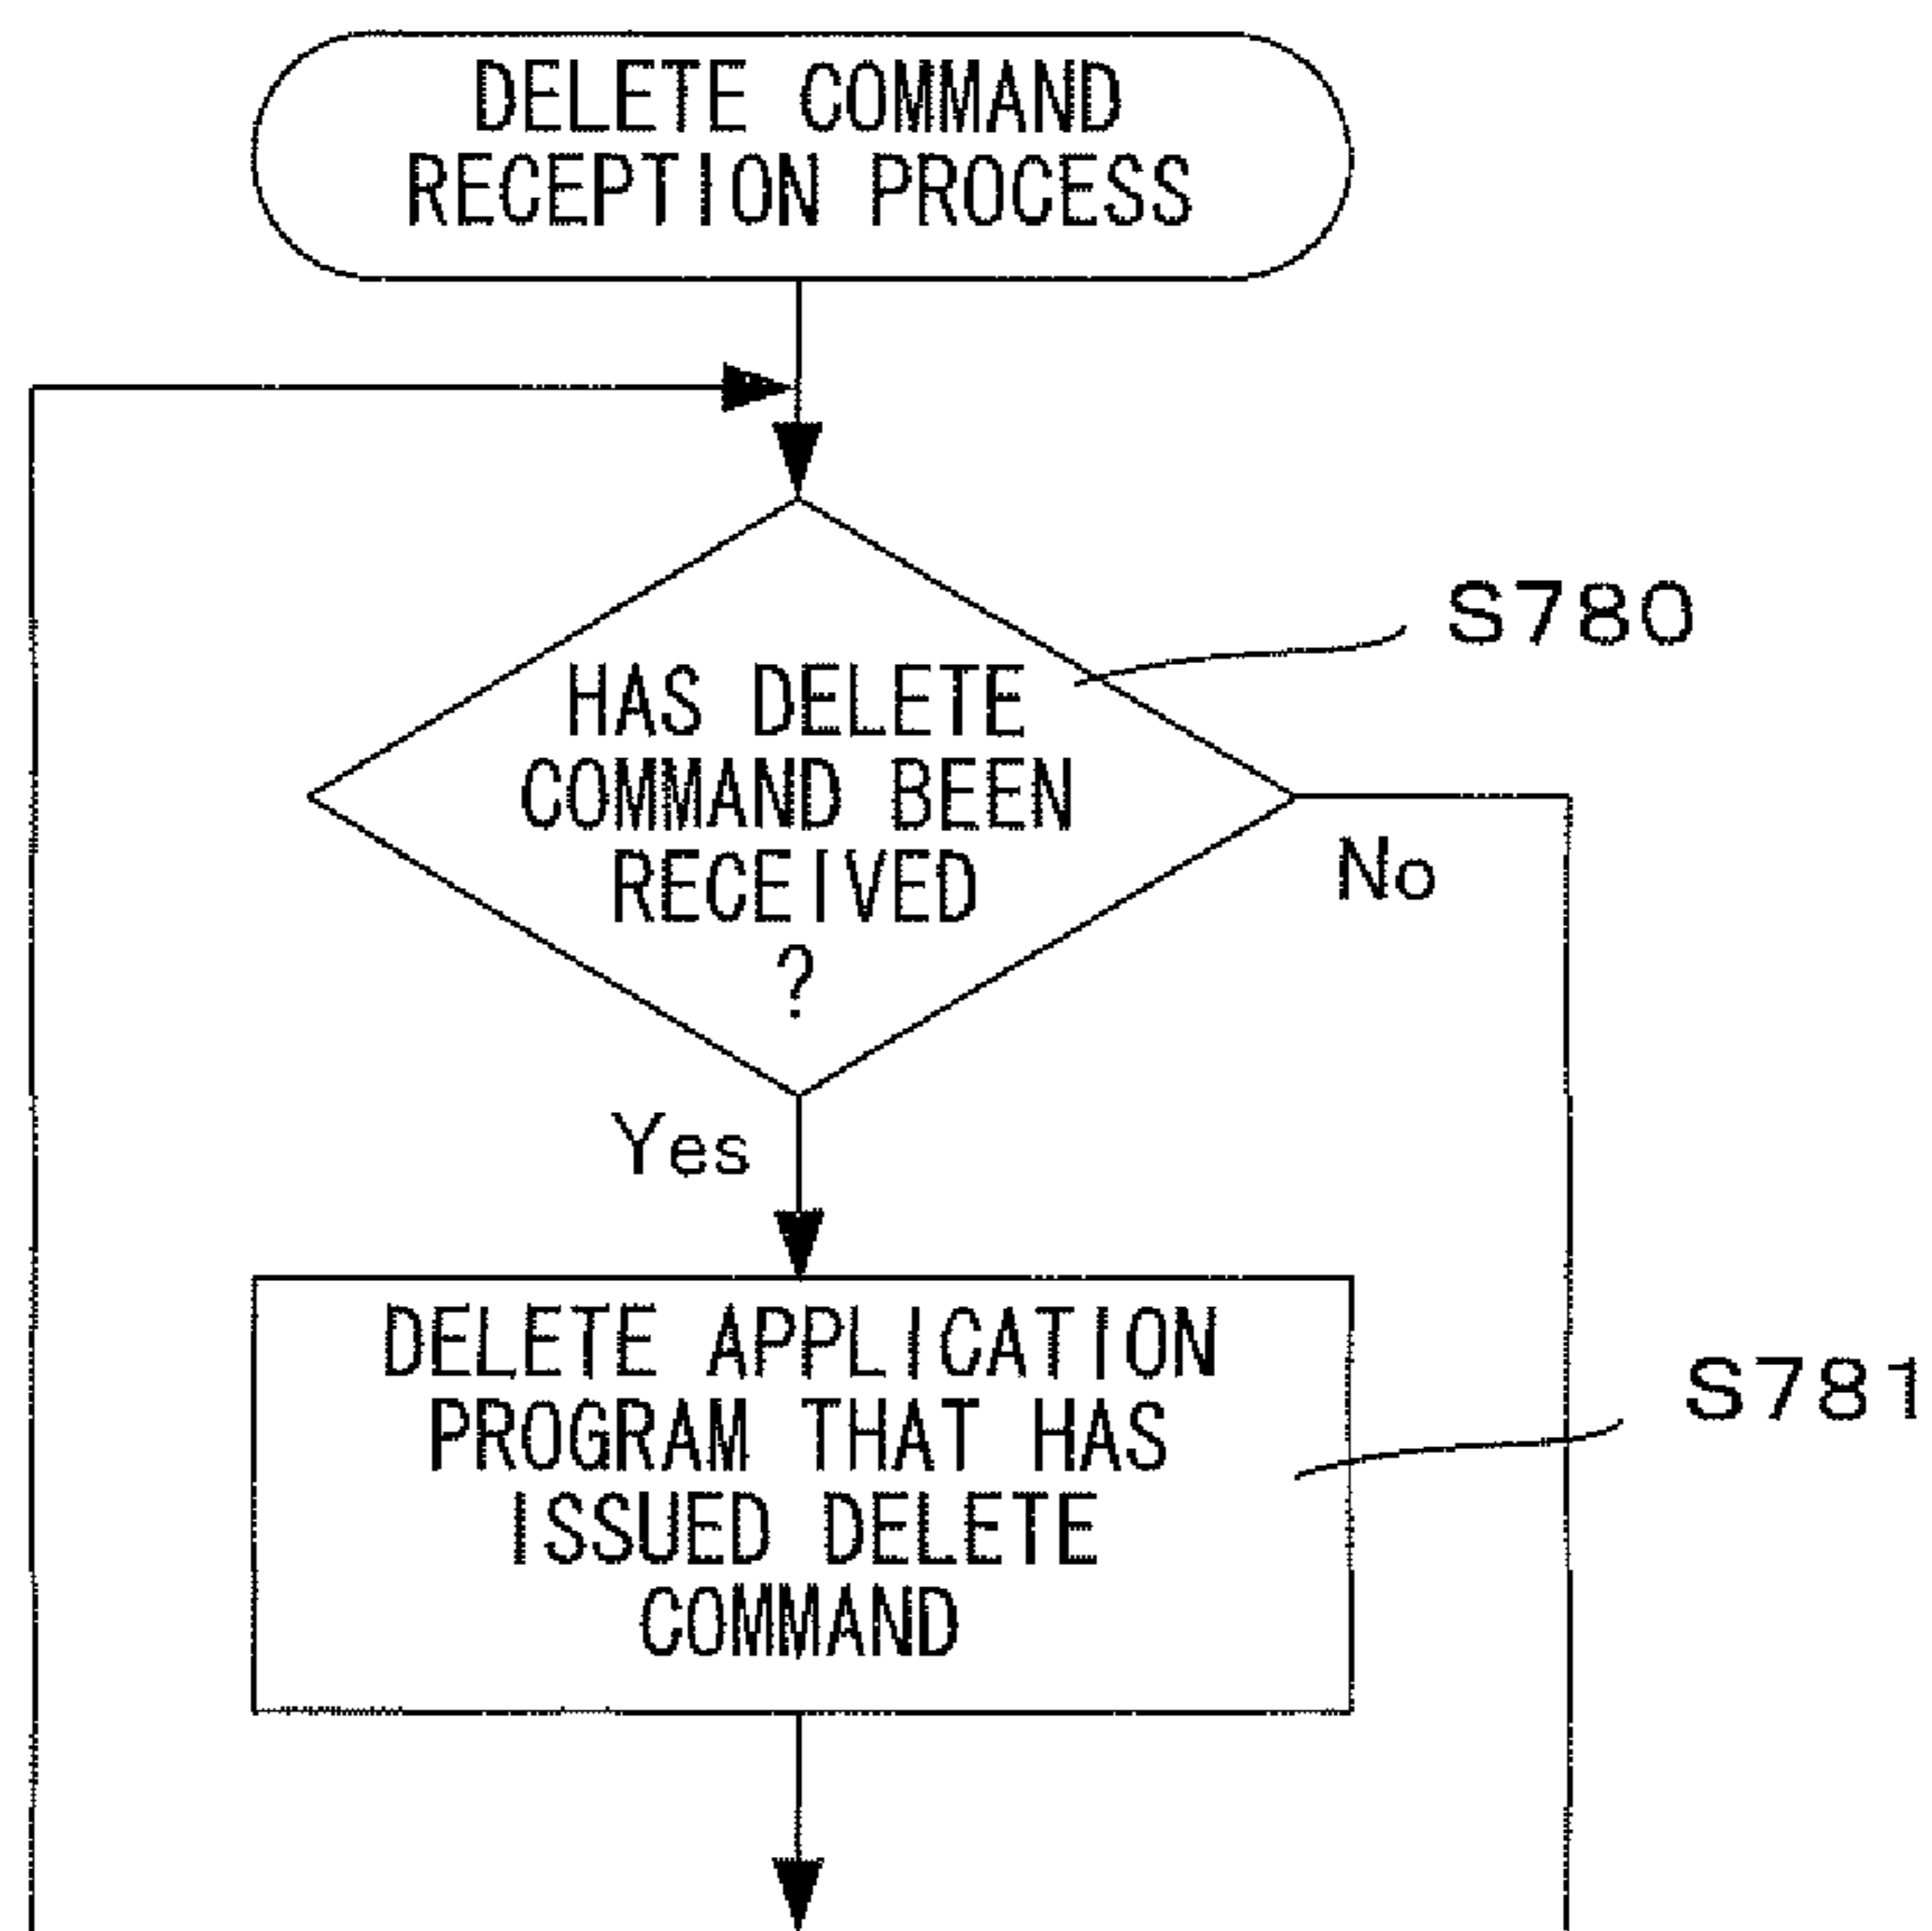 DELETE COMMAND
RECEPTION PROCESS
S780
HAS DELETE
COMMAND BEEN
RECEIVED
?
No
Yes
DELETE APPLICATION
PROGRAM THAT HAS
ISSUED DELETE
COMMAND
S781